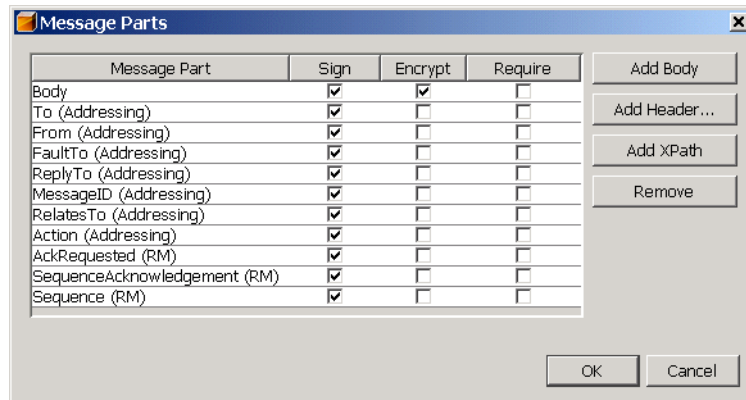 Message Parts
Message Part Sign Encrypt Require
Body
To (Addressing)
From (Addressing)
FaultTo (Addressing)
ReplyTo (Addressing)
MessageID (Addressing)
RelatesTo (Addressing)
Action (Addressing)
AckRequested (RM)
SequenceAcknowledgement (RM)
Sequence (RM)
Add Body
Add Header...
Add XPath
Remove
OK Cancel